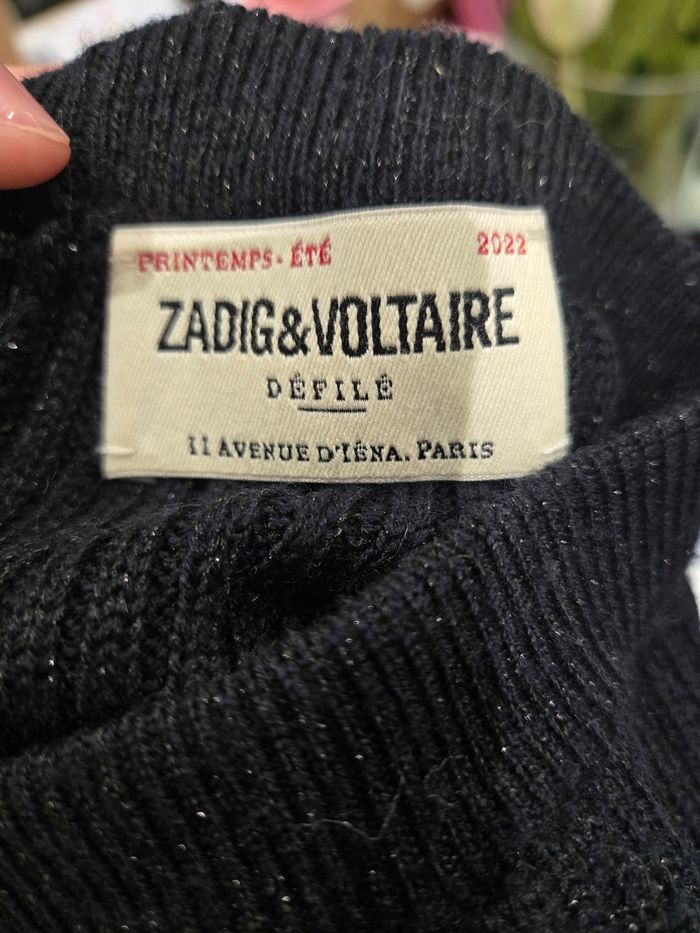 PRINTEMPS - ÉTÉ 2022
ZADIG&VOLTAIRE
DÉFILÉ
11 AVENUE D'IÉNA. PARIS